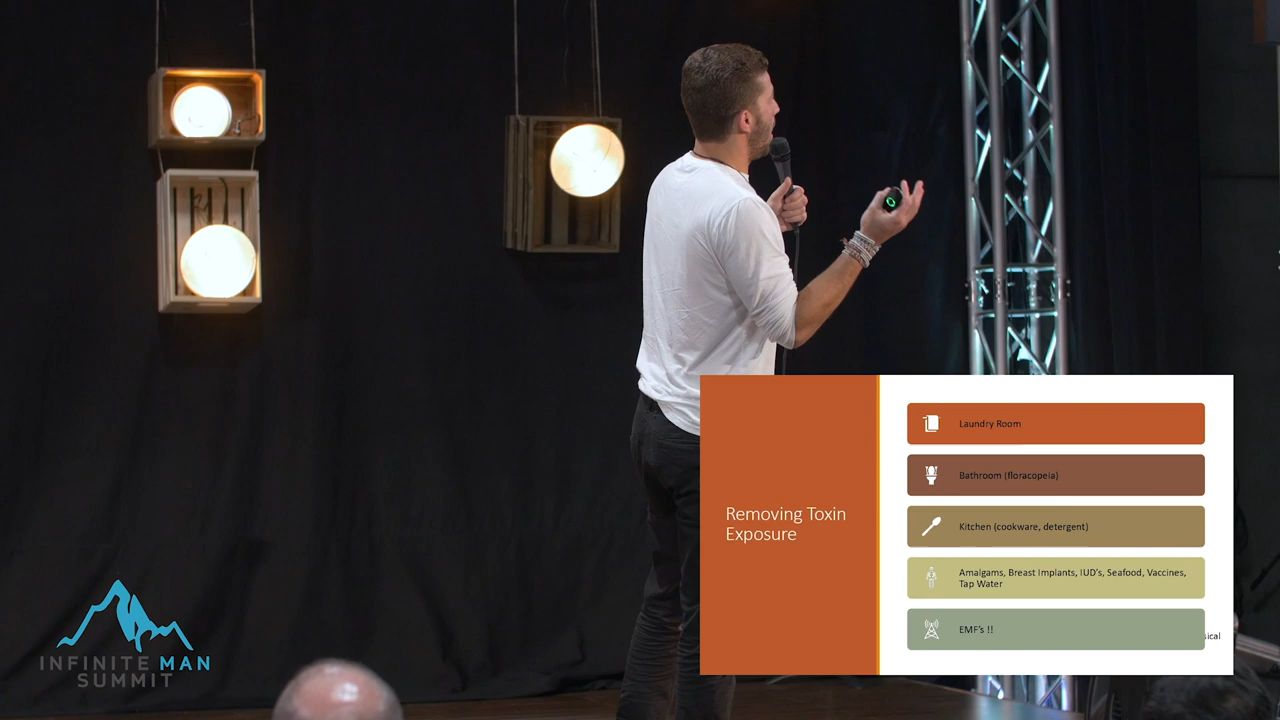 Removing Toxin
Exposure
Laundry Room
Bathroom (floracopeia)
Kitchen (cookware, detergent)
Amalgams, Breast Implants, IUD's, Seafood, Vaccines,
Tap Water
EMF's !!
sical
INFINITE MAN
SUMMIT